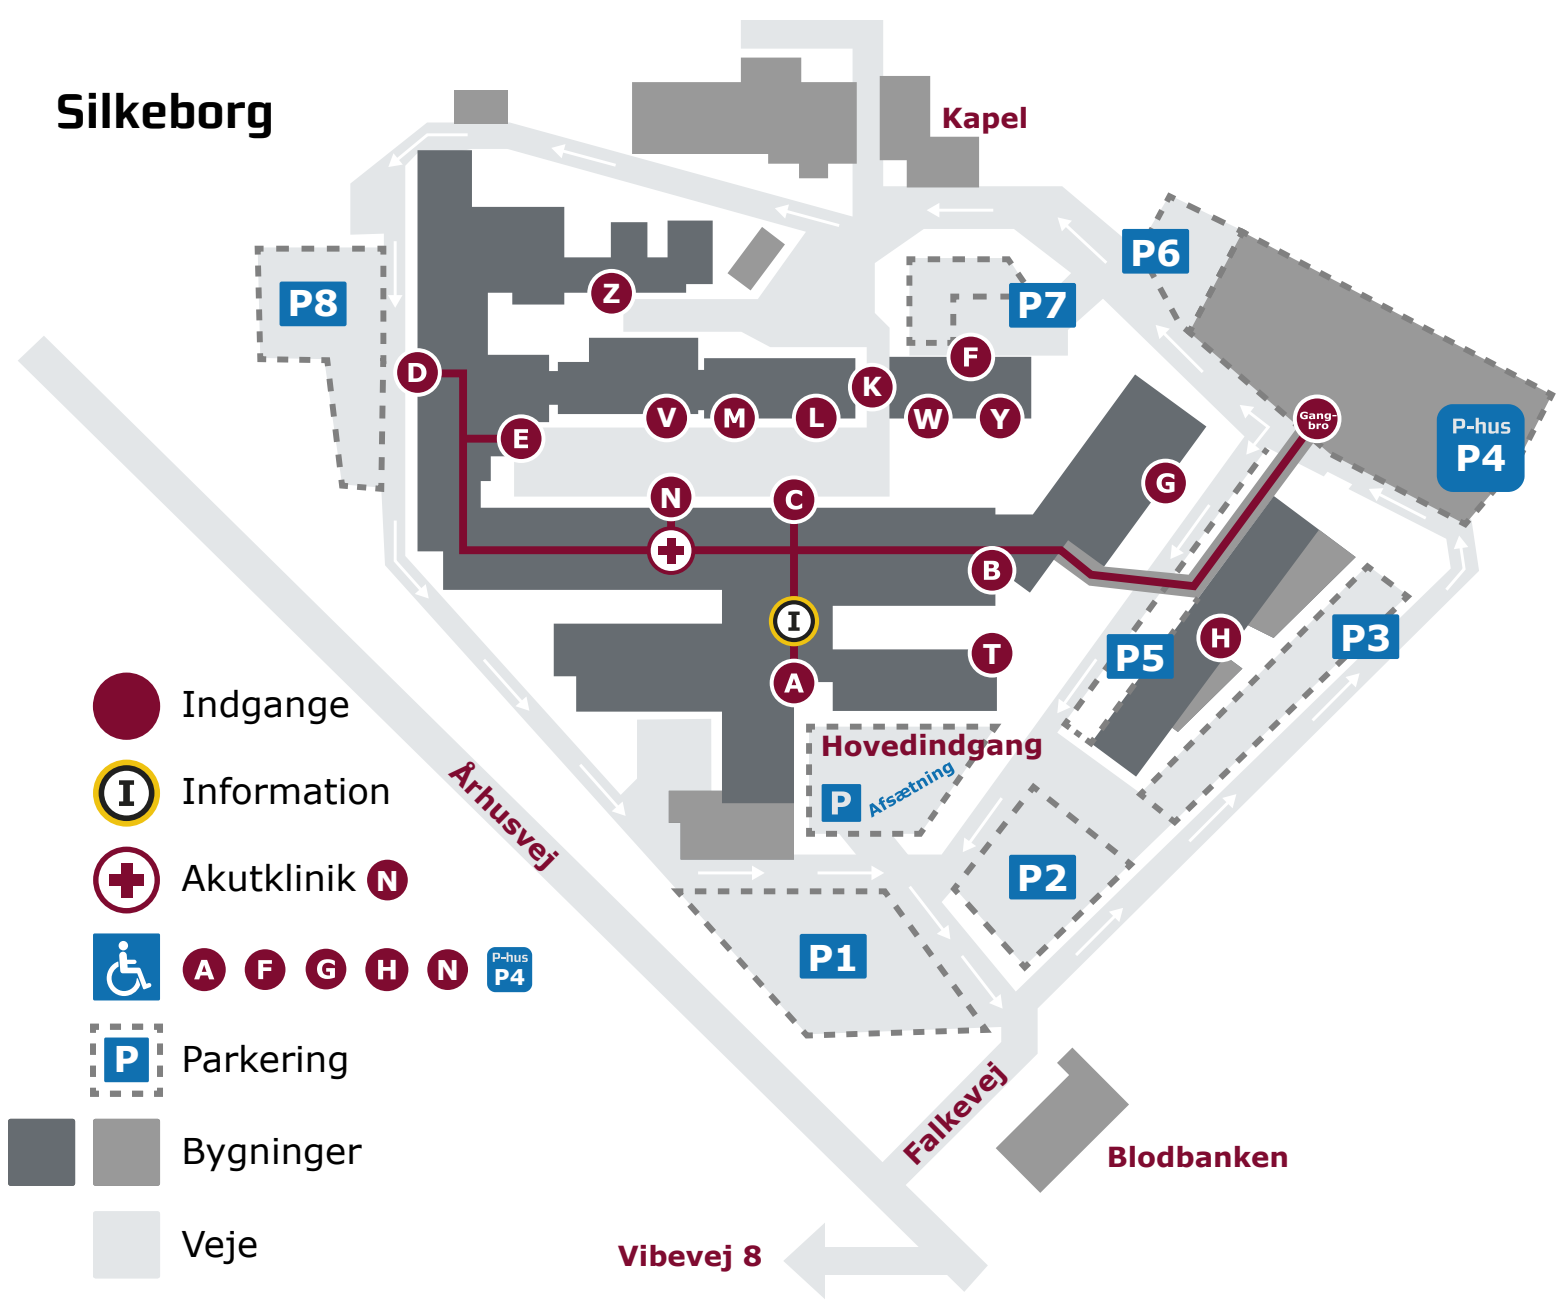 Silkeborg
Kapel
P6
P8
Z
P7
F
D
K
V
M
L
W
Y
E
Gang-
bro
P-hus
P4
G
N
C
B
I
H
P5
P3
T
A
Hovedindgang
P
Afsætning
Århusvej
P2
P1
Falkevej
Blodbanken
Vibevej 8
Indgange
I
Information
Akutklinik N
A F G H N P-hus
P4
P
Parkering
Bygninger
Veje